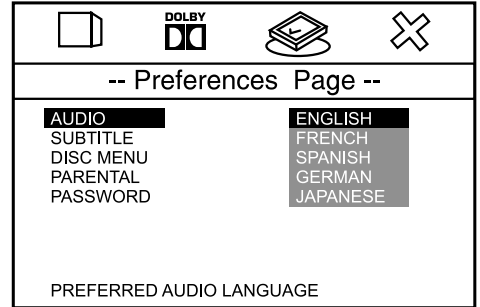 DOLBY
-- Preferences Page --
AUDIO ENGLISH
SUBTITLE FRENCH
DISC MENU SPANISH
PARENTAL GERMAN
PASSWORD JAPANESE
PREFERRED AUDIO LANGUAGE